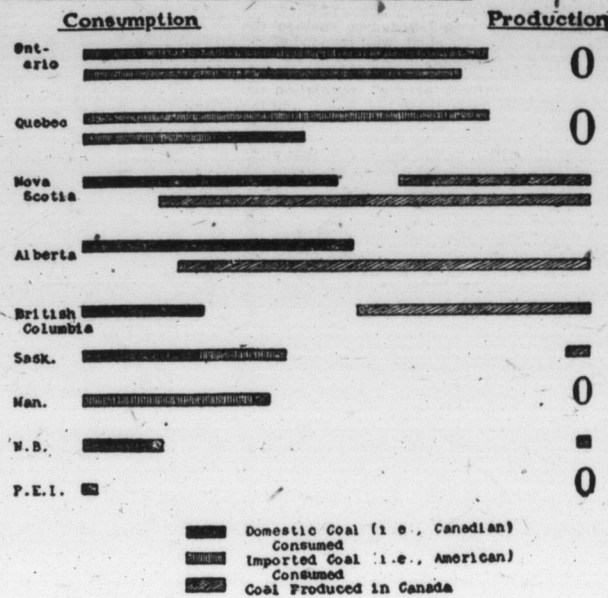 Consumption Production
Ont-
ario 0
Quebec 0
Nova
Scotia
Alberta
British
Columbia
Sask.
Man. 0
N.B.
P.E.I. 0
Domestic Coal (i e., Canadian)
Consumed
Imported Coal (i.e., American)
Consumed
Coal Produced in Canada